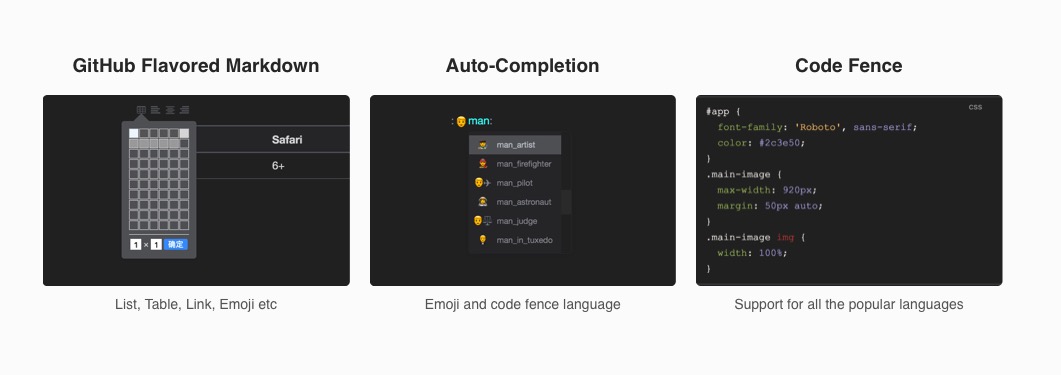 GitHub Flavored Markdown
Safari
6+
1 × 1 确定
List, Table, Link, Emoji etc
Auto-Completion
:👨man:
man_artist
man_firefighter
man_pilot
man_astronaut
man_judge
man_in_tuxedo
Emoji and code fence language
Code Fence
css
#app {
font-family: 'Roboto', sans-serif;
color: #2c3e50;
}
.main-image {
max-width: 920px;
margin: 50px auto;
}
.main-image img {
width: 100%;
}
Support for all the popular languages